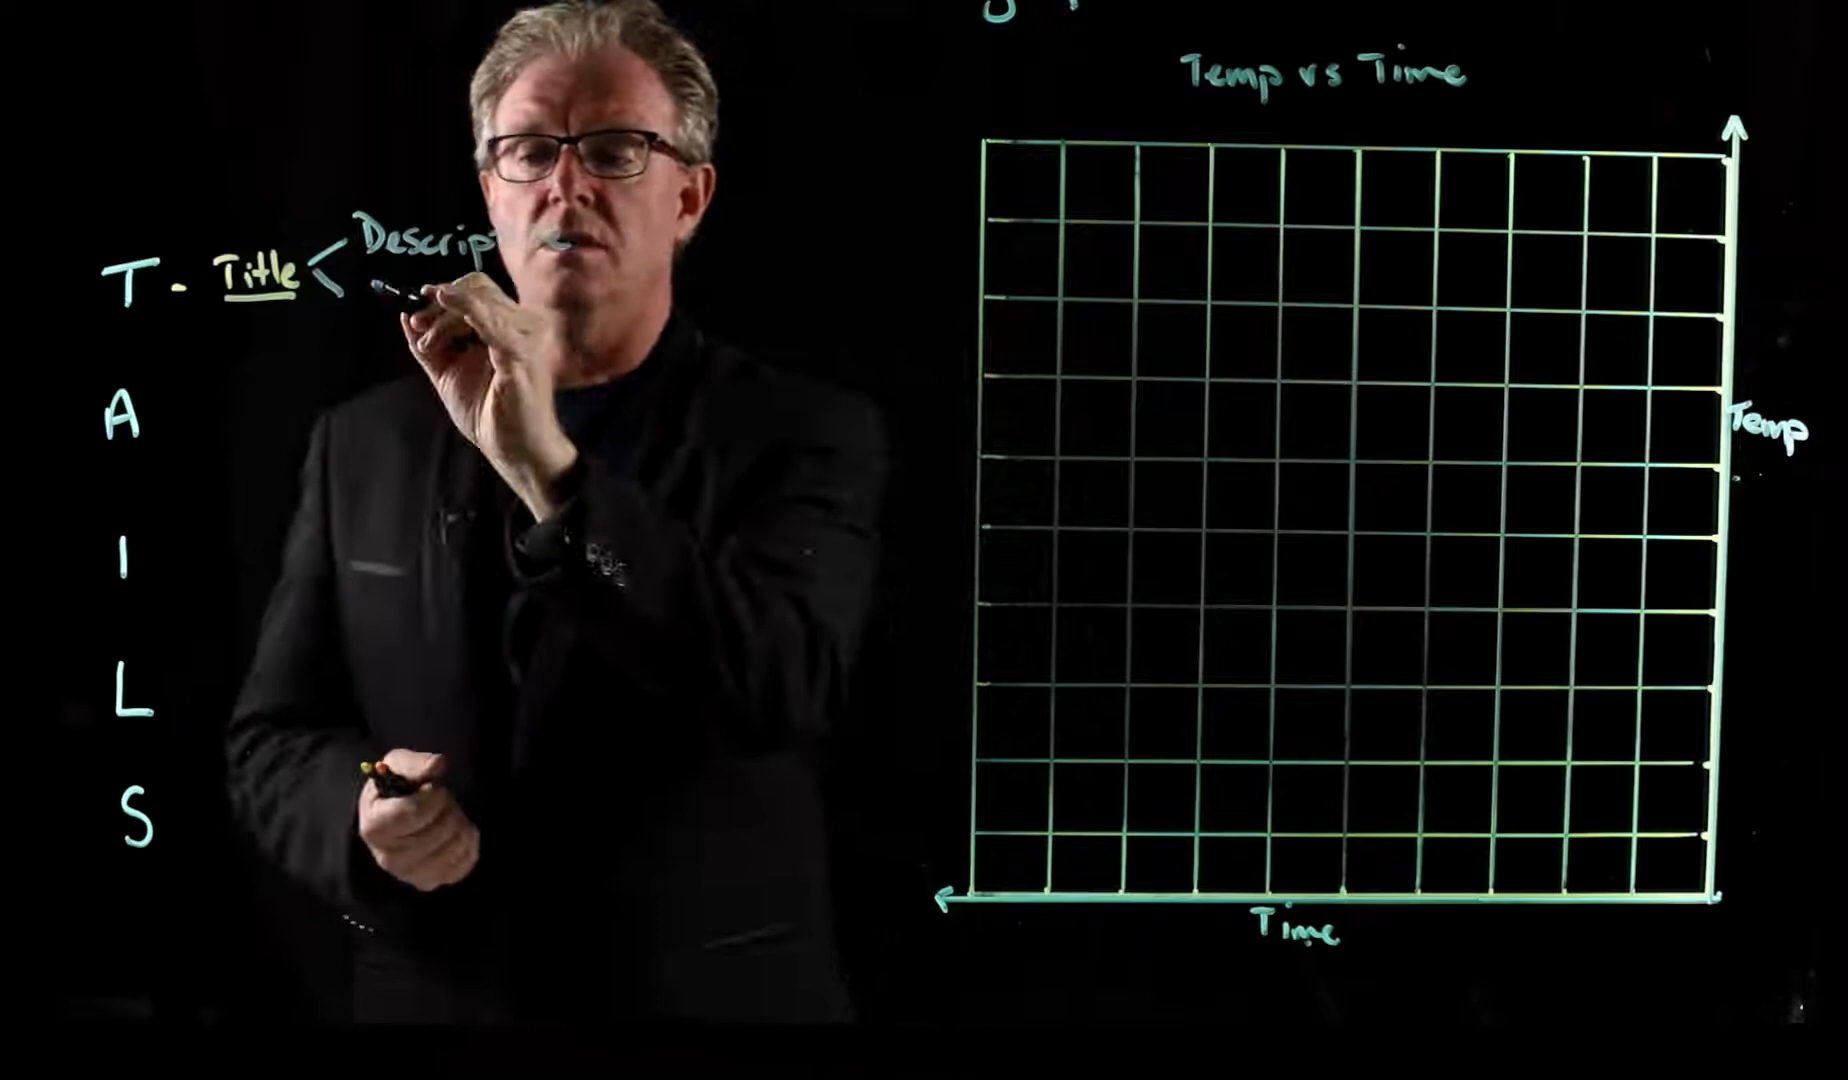 Temp vs Time
T - Title < Descrip
A
I
L
S
Temp
Time